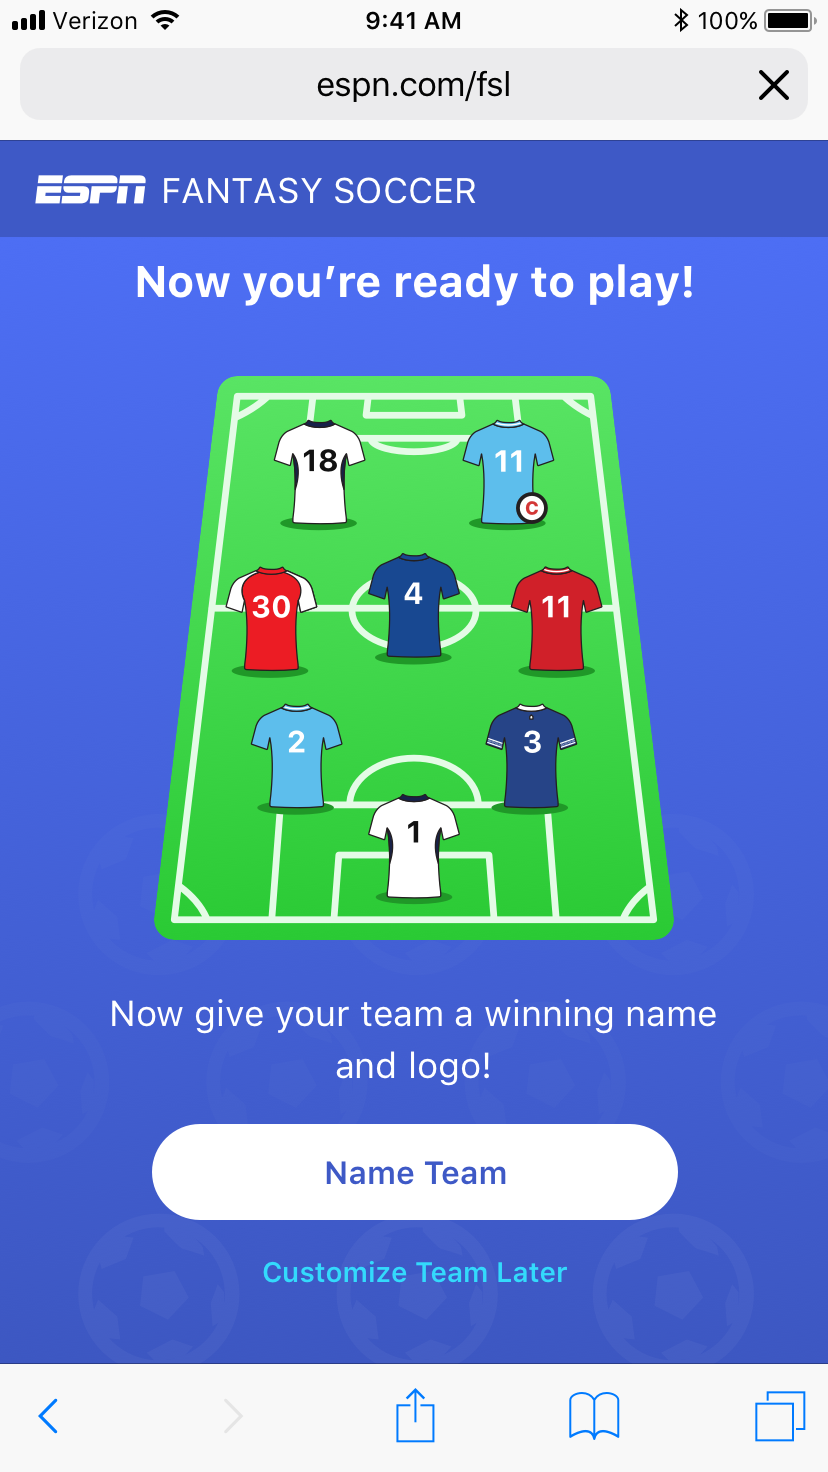 Verizon 9:41 AM 100%
espn.com/fsl
ESPN FANTASY SOCCER
Now you’re ready to play!
18 11
C
30 4 11
2 3
1
Now give your team a winning name
and logo!
Name Team
Customize Team Later